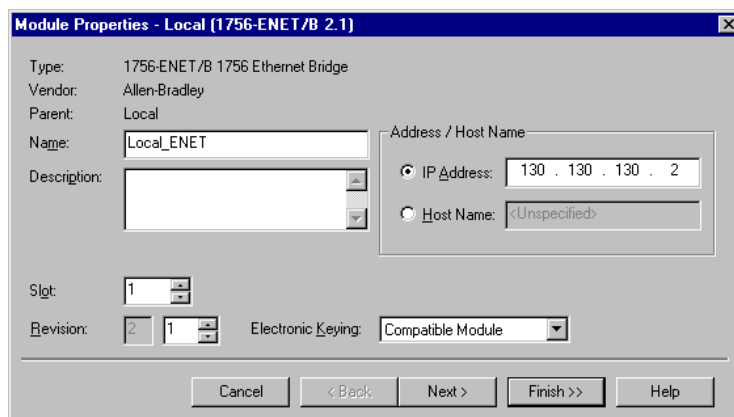 Module Properties - Local (1756-ENET/B 2.1)
Type: 1756-ENET/B 1756 Ethernet Bridge
Vendor: Allen-Bradley
Parent: Local
Name: Local_ENET
Description:
Address / Host Name
IP Address: 130 . 130 . 130 . 2
Host Name: <Unspecified>
Slot: 1
Revision: 2 1 Electronic Keying: Compatible Module
Cancel < Back Next > Finish >> Help